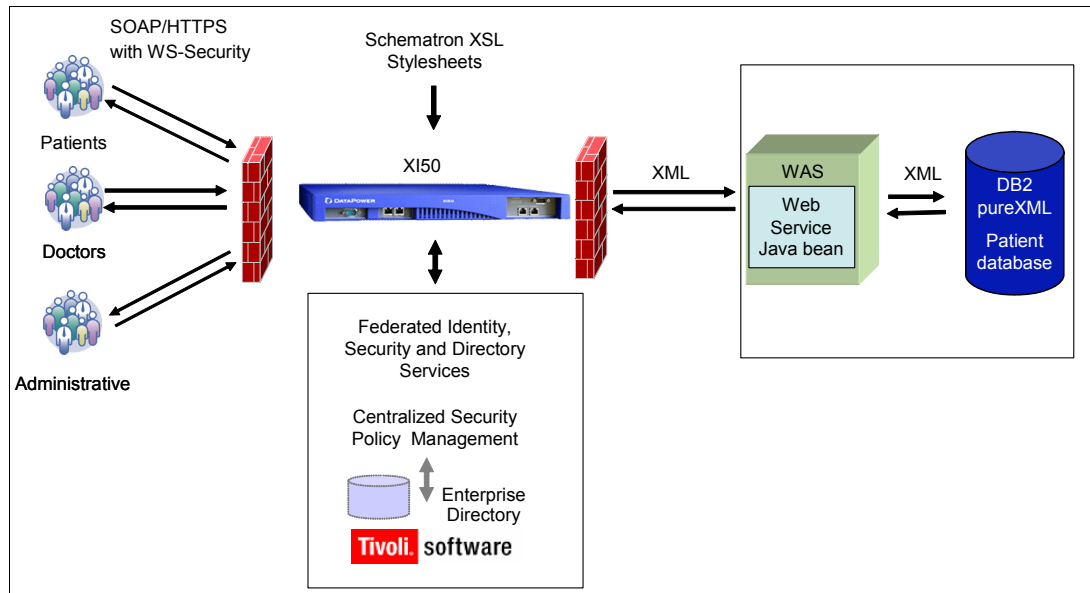 SOAP/HTTPS
with WS-Security
Patients
Doctors
Administrative
Schematron XSL
Stylesheets
XI50
DATAPOWER
XML
WAS
Web
Service
Java bean
XML
DB2
pureXML
Patient
database
Federated Identity,
Security and Directory
Services
Centralized Security
Policy Management
Enterprise
Directory
Tivoli. software